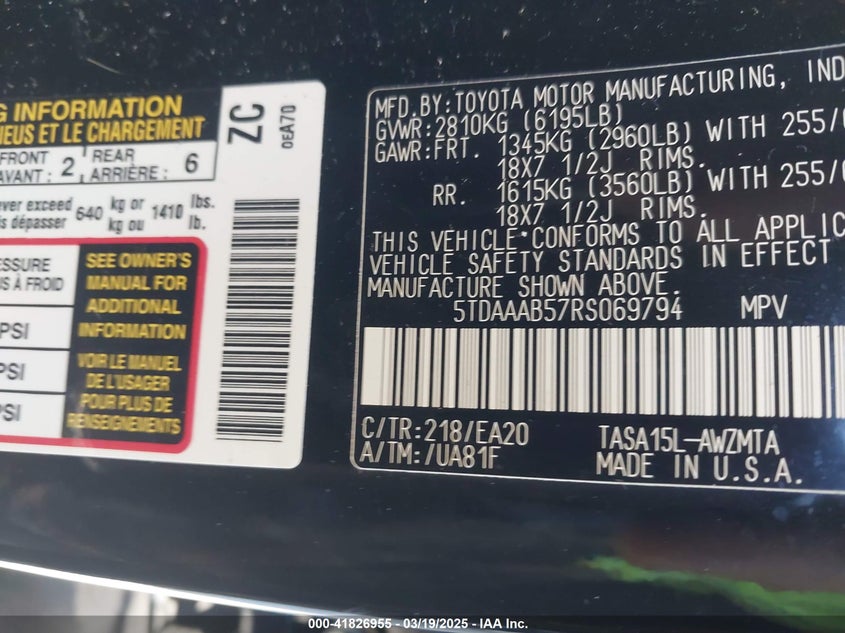 G INFORMATION
NEUS ET LE CHARGEMENT
FRONT
AVANT : 2
REAR
ARRIÈRE : 6
ever exceed
is dépasser 640 kg or
kg ou 1410 lbs.
lb.
ESSURE
S À FROID
PSI
PSI
PSI
SEE OWNER'S
MANUAL FOR
ADDITIONAL
INFORMATION
VOIR LE MANUEL
DE L'USAGER
POUR PLUS DE
RENSEIGNEMENTS
ZC
0EA70
MFD. BY: TOYOTA MOTOR MANUFACTURING, IND
GVWR: 2810KG (6195LB)
GAWR: FRT. 1345KG (2960LB) WITH 255/
18X7 1/2J RIMS.
RR. 1615KG (3560LB) WITH 255/
18X7 1/2J RIMS.
THIS VEHICLE CONFORMS TO ALL APPLIC
VEHICLE SAFETY STANDARDS IN EFFECT
MANUFACTURE SHOWN ABOVE.
5TDAAAB57RS069794 MPV
C/TR: 218/EA20 TASA15L-AWZMTA
A/TM: /UA81F MADE IN U.S.A.
000-41826955 - 03/19/2025 - IAA Inc.